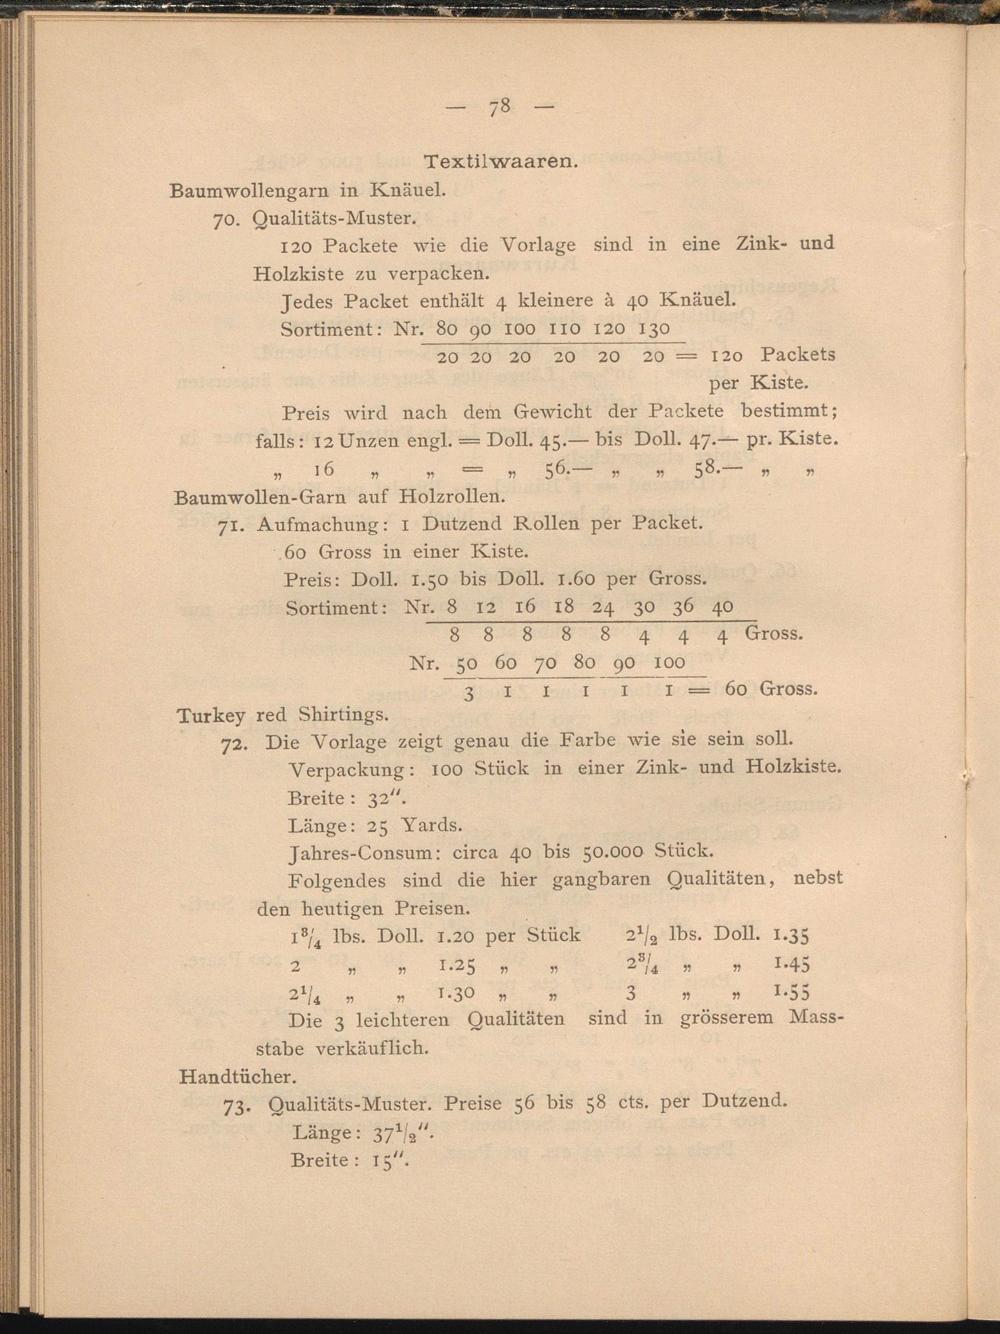 — 78 —
Textilwaaren.
Baumwollengarn in Knäuel.
70. Qualitäts-Muster.
120 Packete wie die Vorlage sind in eine Zink- und
Holzkiste zu verpacken.
Jedes Packet enthält 4 kleinere à 40 Knäuel.
Sortiment: Nr. 80 90 100 110 120 130
20 20 20 20 20 20 = 120 Packets
per Kiste.
Preis wird nach dem Gewicht der Packete bestimmt;
falls: 12 Unzen engl. = Doll. 45.— bis Doll. 47.— pr. Kiste.
„ 16 „ „ = „ 56.— „ „ 58.— „ „
Baumwollen-Garn auf Holzrollen.
71. Aufmachung: 1 Dutzend Rollen per Packet.
60 Gross in einer Kiste.
Preis: Doll. 1.50 bis Doll. 1.60 per Gross.
Sortiment: Nr. 8 12 16 18 24 30 36 40
8 8 8 8 8 4 4 4 Gross.
Nr. 50 60 70 80 90 100
3 1 1 1 1 1 = 60 Gross.
Turkey red Shirtings.
72. Die Vorlage zeigt genau die Farbe wie sie sein soll.
Verpackung: 100 Stück in einer Zink- und Holzkiste.
Breite: 32".
Länge: 25 Yards.
Jahres-Consum: circa 40 bis 50.000 Stück.
Folgendes sind die hier gangbaren Qualitäten, nebst
den heutigen Preisen.
1 3/4 lbs. Doll. 1.20 per Stück 2 1/2 lbs. Doll. 1.35
2 „ „ 1.25 „ „ 2 3/4 „ „ 1.45
2 1/4 „ „ 1.30 „ „ 3 „ „ 1.55
Die 3 leichteren Qualitäten sind in grösserem Mass-
stabe verkäuflich.
Handtücher.
73. Qualitäts-Muster. Preise 56 bis 58 cts. per Dutzend.
Länge: 37 1/2".
Breite: 15".